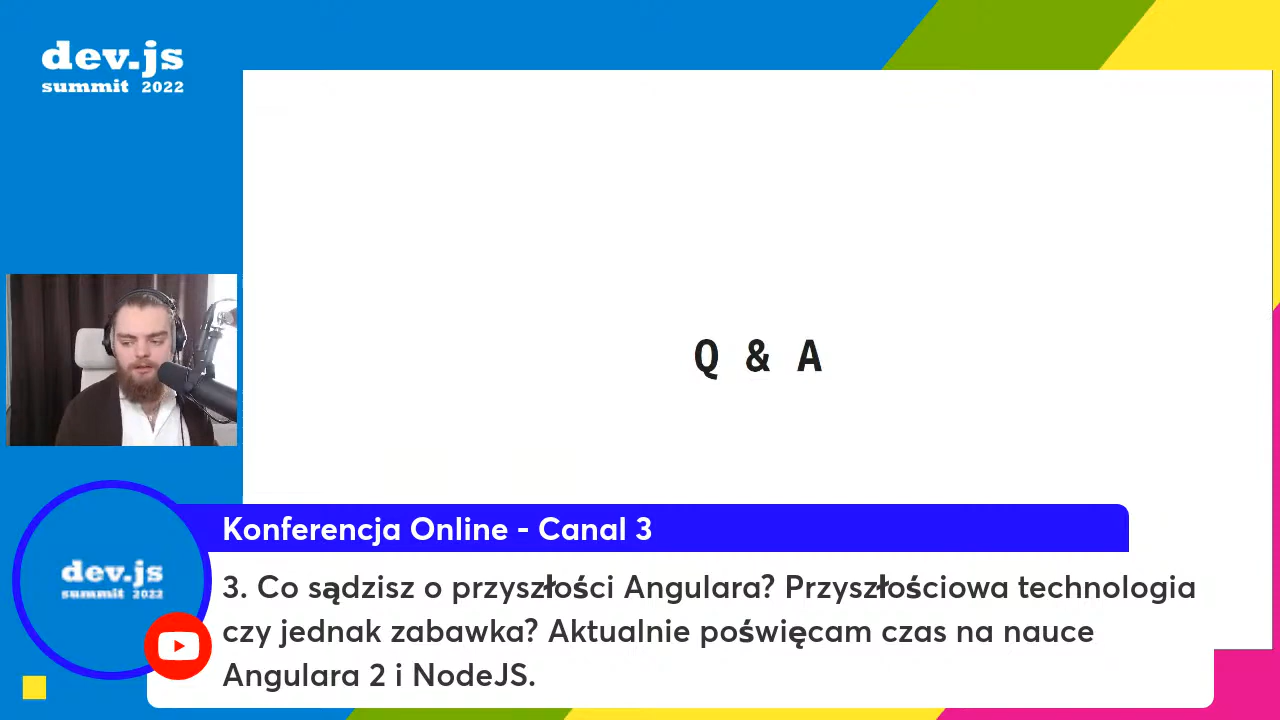 dev.js
summit 2022
Q & A
Konferencja Online - Canal 3
3. Co sądzisz o przyszłości Angulara? Przyszłościowa technologia
czy jednak zabawka? Aktualnie poświęcam czas na nauce
Angulara 2 i NodeJS.
dev.js
summit 2022